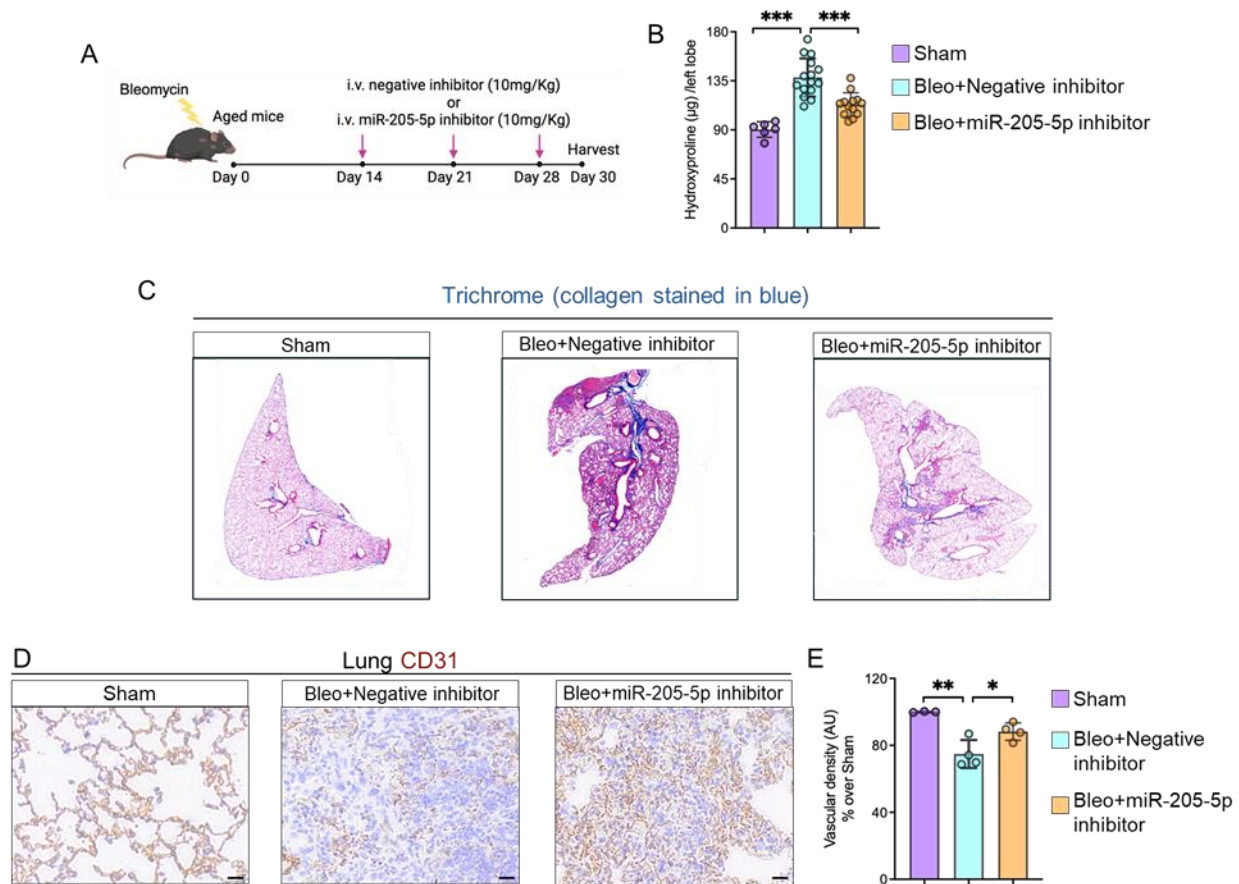 A
Bleomycin
Aged mice
i.v. negative inhibitor (10mg/Kg)
or
i.v. miR-205-5p inhibitor (10mg/Kg)
Harvest
Day 0
Day 14
Day 21
Day 28
Day 30
B
*** ***
Hydroxyproline (µg) /left lobe
180
135
90
45
0
Sham
Bleo+Negative inhibitor
Bleo+miR-205-5p inhibitor
C
Trichrome (collagen stained in blue)
Sham
Bleo+Negative inhibitor
Bleo+miR-205-5p inhibitor
D
Lung CD31
Sham
Bleo+Negative inhibitor
Bleo+miR-205-5p inhibitor
E
** *
Vascular density (AU)
% over Sham
120
80
40
0
Sham
Bleo+Negative
inhibitor
Bleo+miR-205-5p
inhibitor